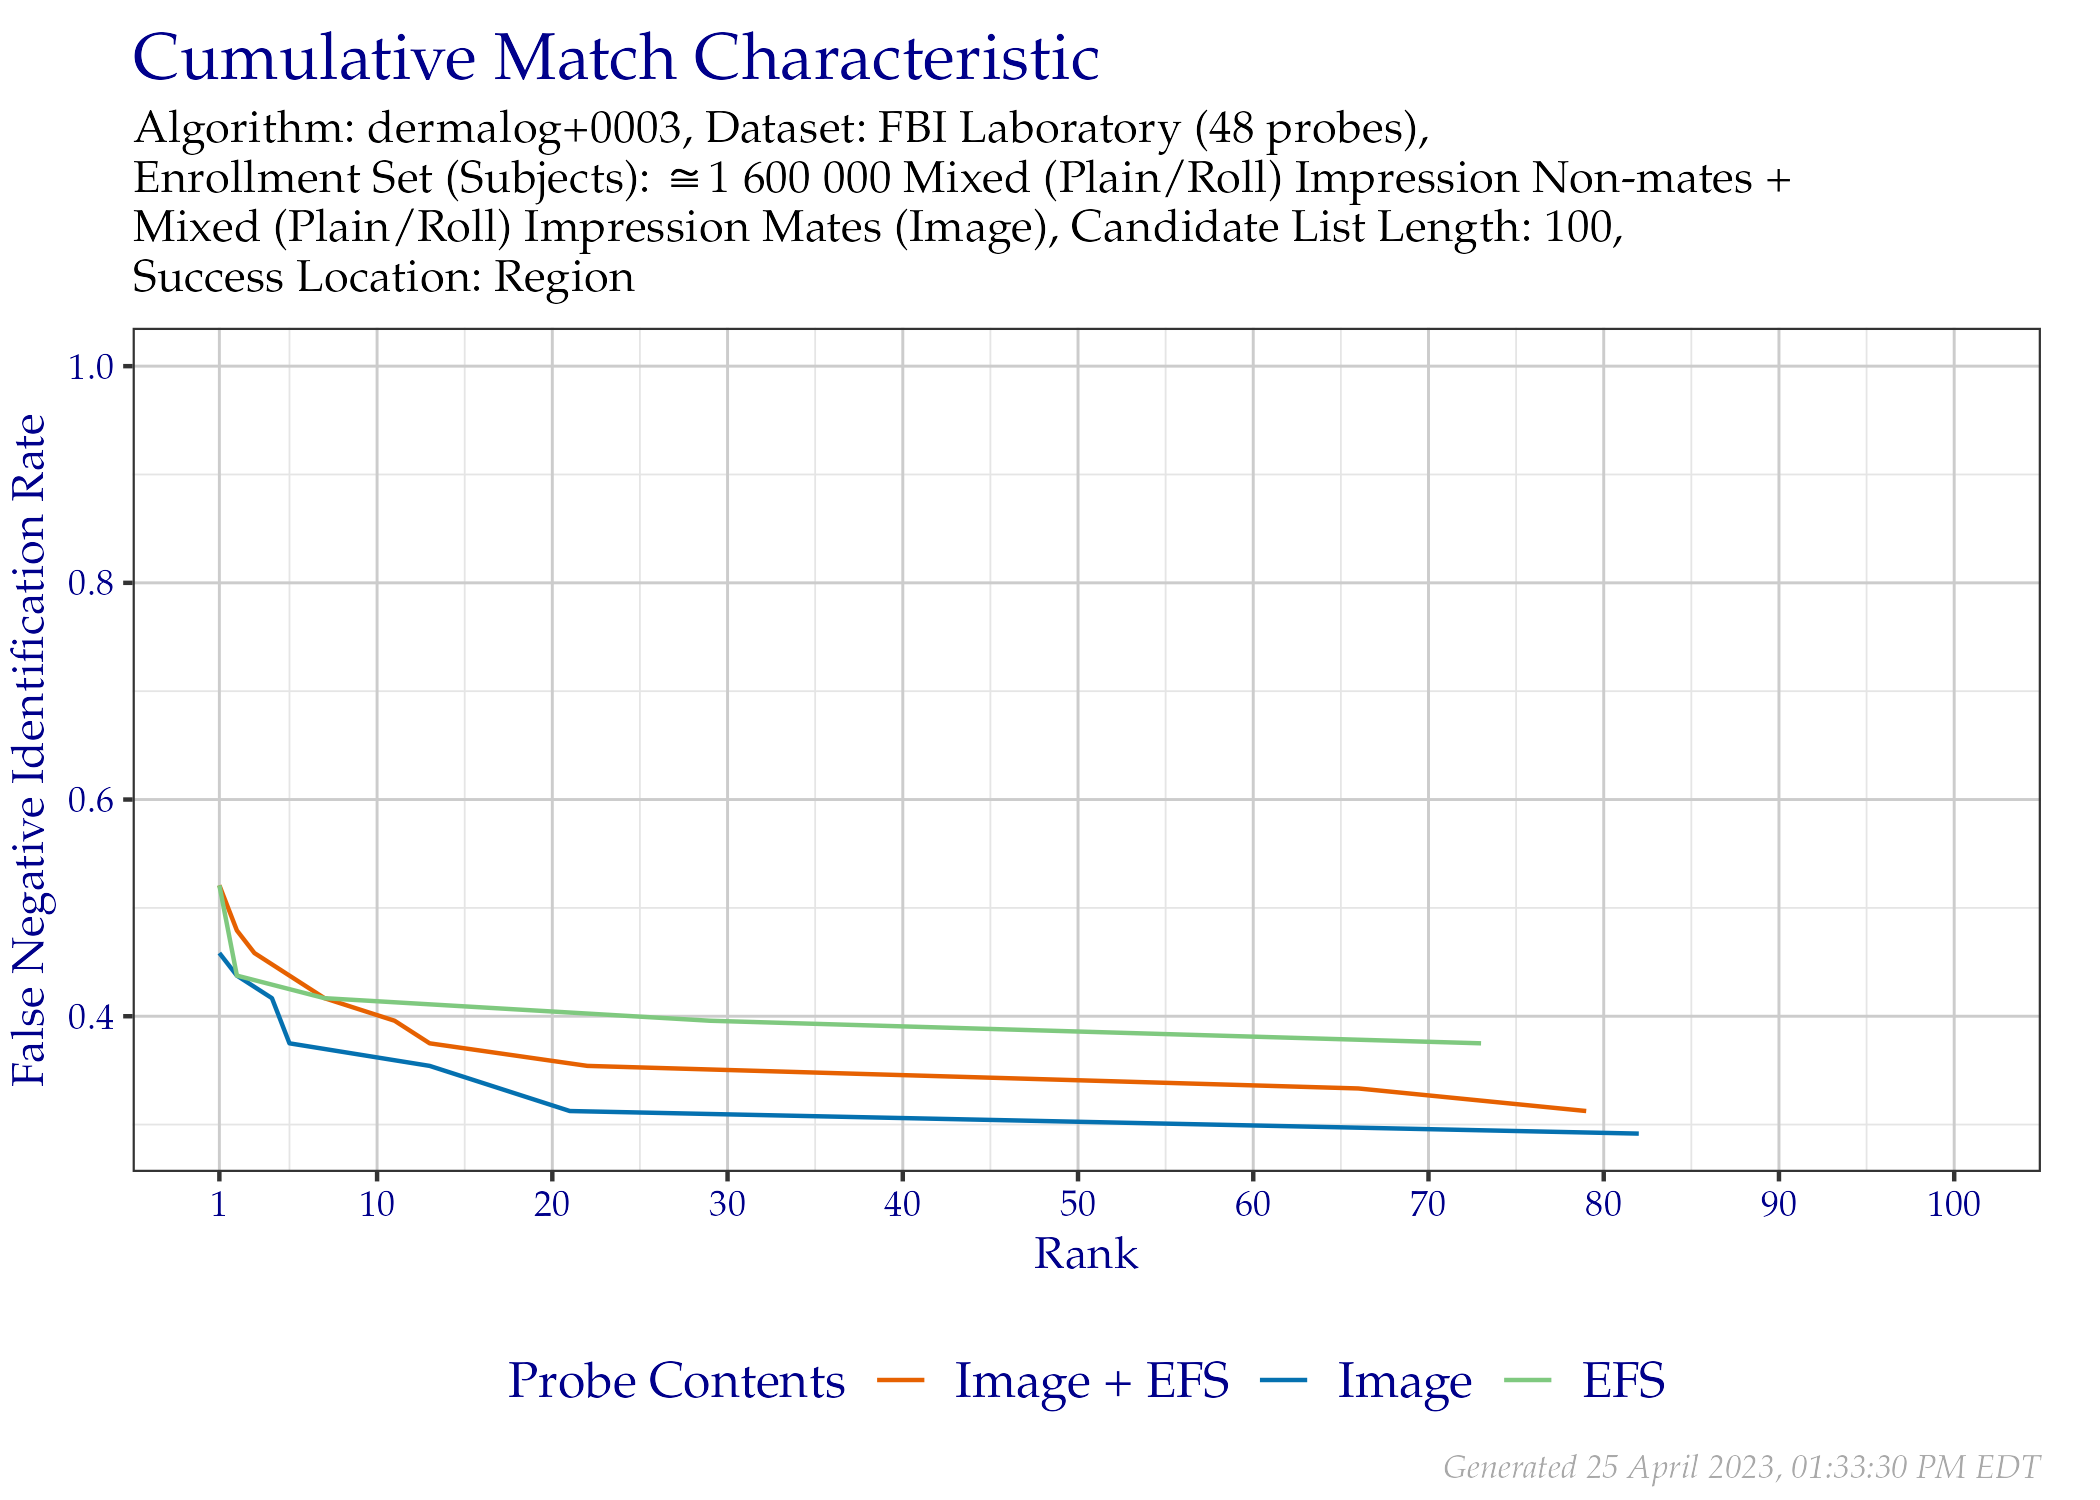 Cumulative Match Characteristic
Algorithm: dermalog+0003, Dataset: FBI Laboratory (48 probes),
Enrollment Set (Subjects): ≅1 600 000 Mixed (Plain/Roll) Impression Non-mates +
Mixed (Plain/Roll) Impression Mates (Image), Candidate List Length: 100,
Success Location: Region
False Negative Identification Rate
1.0
0.8
0.6
0.4
1 10 20 30 40 50 60 70 80 90 100
Rank
Probe Contents Image + EFS Image EFS
Generated 25 April 2023, 01:33:30 PM EDT